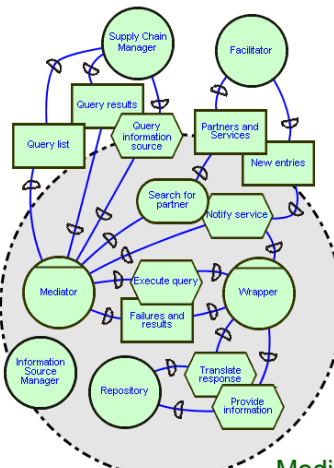 Supply Chain
Manager
Facilitator
Query results
Query list
Query
information
source
Partners and
Services
New entries
Search for
partner
Notify service
Mediator
Execute query
Wrapper
Failures and
results
Information
Source
Manager
Repository
Translate
response
Provide
information
Medi